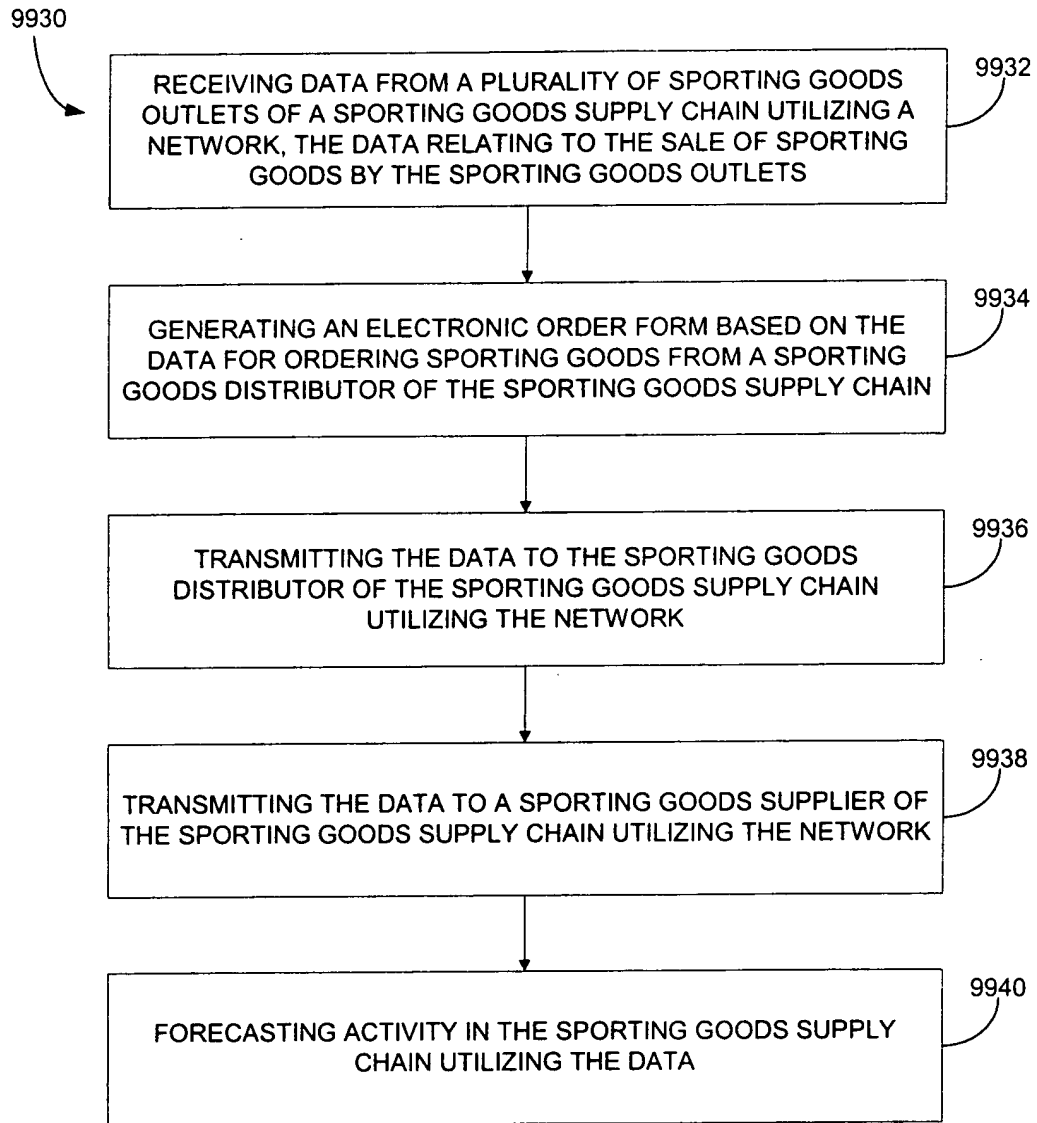 9930
RECEIVING DATA FROM A PLURALITY OF SPORTING GOODS
OUTLETS OF A SPORTING GOODS SUPPLY CHAIN UTILIZING A
NETWORK, THE DATA RELATING TO THE SALE OF SPORTING
GOODS BY THE SPORTING GOODS OUTLETS
9932
GENERATING AN ELECTRONIC ORDER FORM BASED ON THE
DATA FOR ORDERING SPORTING GOODS FROM A SPORTING
GOODS DISTRIBUTOR OF THE SPORTING GOODS SUPPLY CHAIN
9934
TRANSMITTING THE DATA TO THE SPORTING GOODS
DISTRIBUTOR OF THE SPORTING GOODS SUPPLY CHAIN
UTILIZING THE NETWORK
9936
TRANSMITTING THE DATA TO A SPORTING GOODS SUPPLIER OF
THE SPORTING GOODS SUPPLY CHAIN UTILIZING THE NETWORK
9938
FORECASTING ACTIVITY IN THE SPORTING GOODS SUPPLY
CHAIN UTILIZING THE DATA
9940